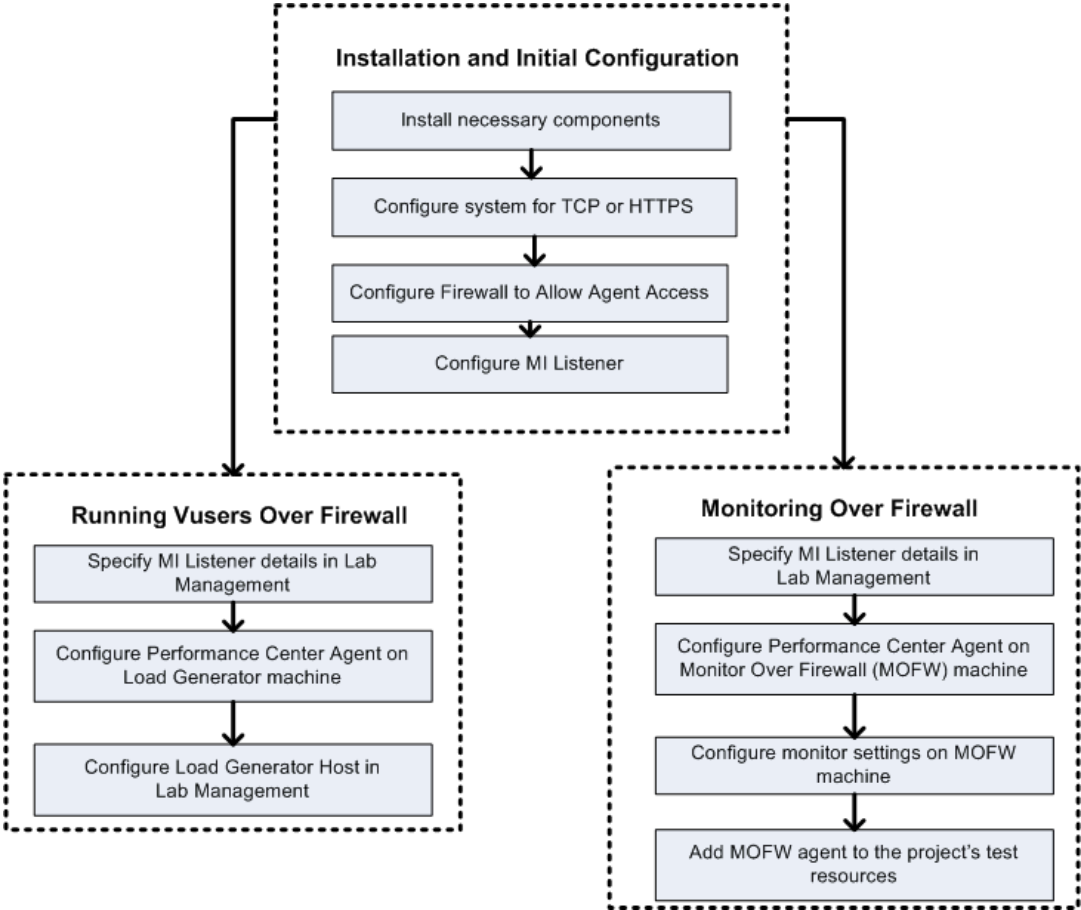 Installation and Initial Configuration
Install necessary components
Configure system for TCP or HTTPS
Configure Firewall to Allow Agent Access
Configure MI Listener
Running Vusers Over Firewall
Specify MI Listener details in Lab
Management
Configure Performance Center Agent on
Load Generator machine
Configure Load Generator Host in
Lab Management
Monitoring Over Firewall
Specify MI Listener details in
Lab Management
Configure Performance Center Agent on
Monitor Over Firewall (MOFW) machine
Configure monitor settings on MOFW
machine
Add MOFW agent to the project's test
resources